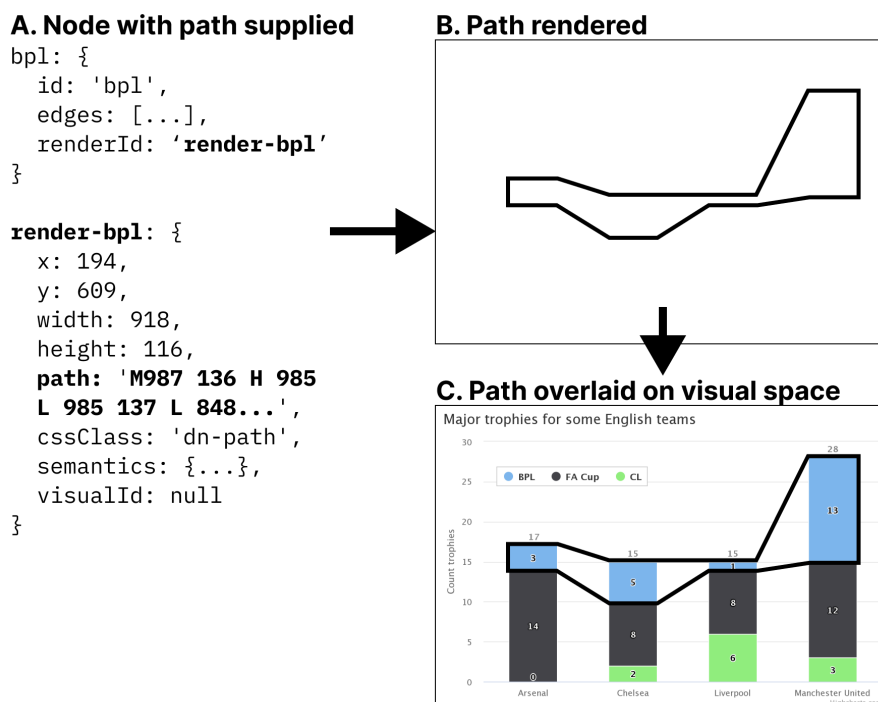 A. Node with path supplied
bpl: {
id: 'bpl',
edges: [...],
renderId: ‘render-bpl’
}
render-bpl: {
x: 194,
y: 609,
width: 918,
height: 116,
path: 'M987 136 H 985
L 985 137 L 848...',
cssClass: 'dn-path',
semantics: {...},
visualId: null
}
B. Path rendered
C. Path overlaid on visual space
Major trophies for some English teams
Count trophies
30
25
20
15
10
5
0
BPL FA Cup CL
17
3
14
0
15
5
8
2
15
1
8
6
28
13
12
3
Arsenal Chelsea Liverpool Manchester United